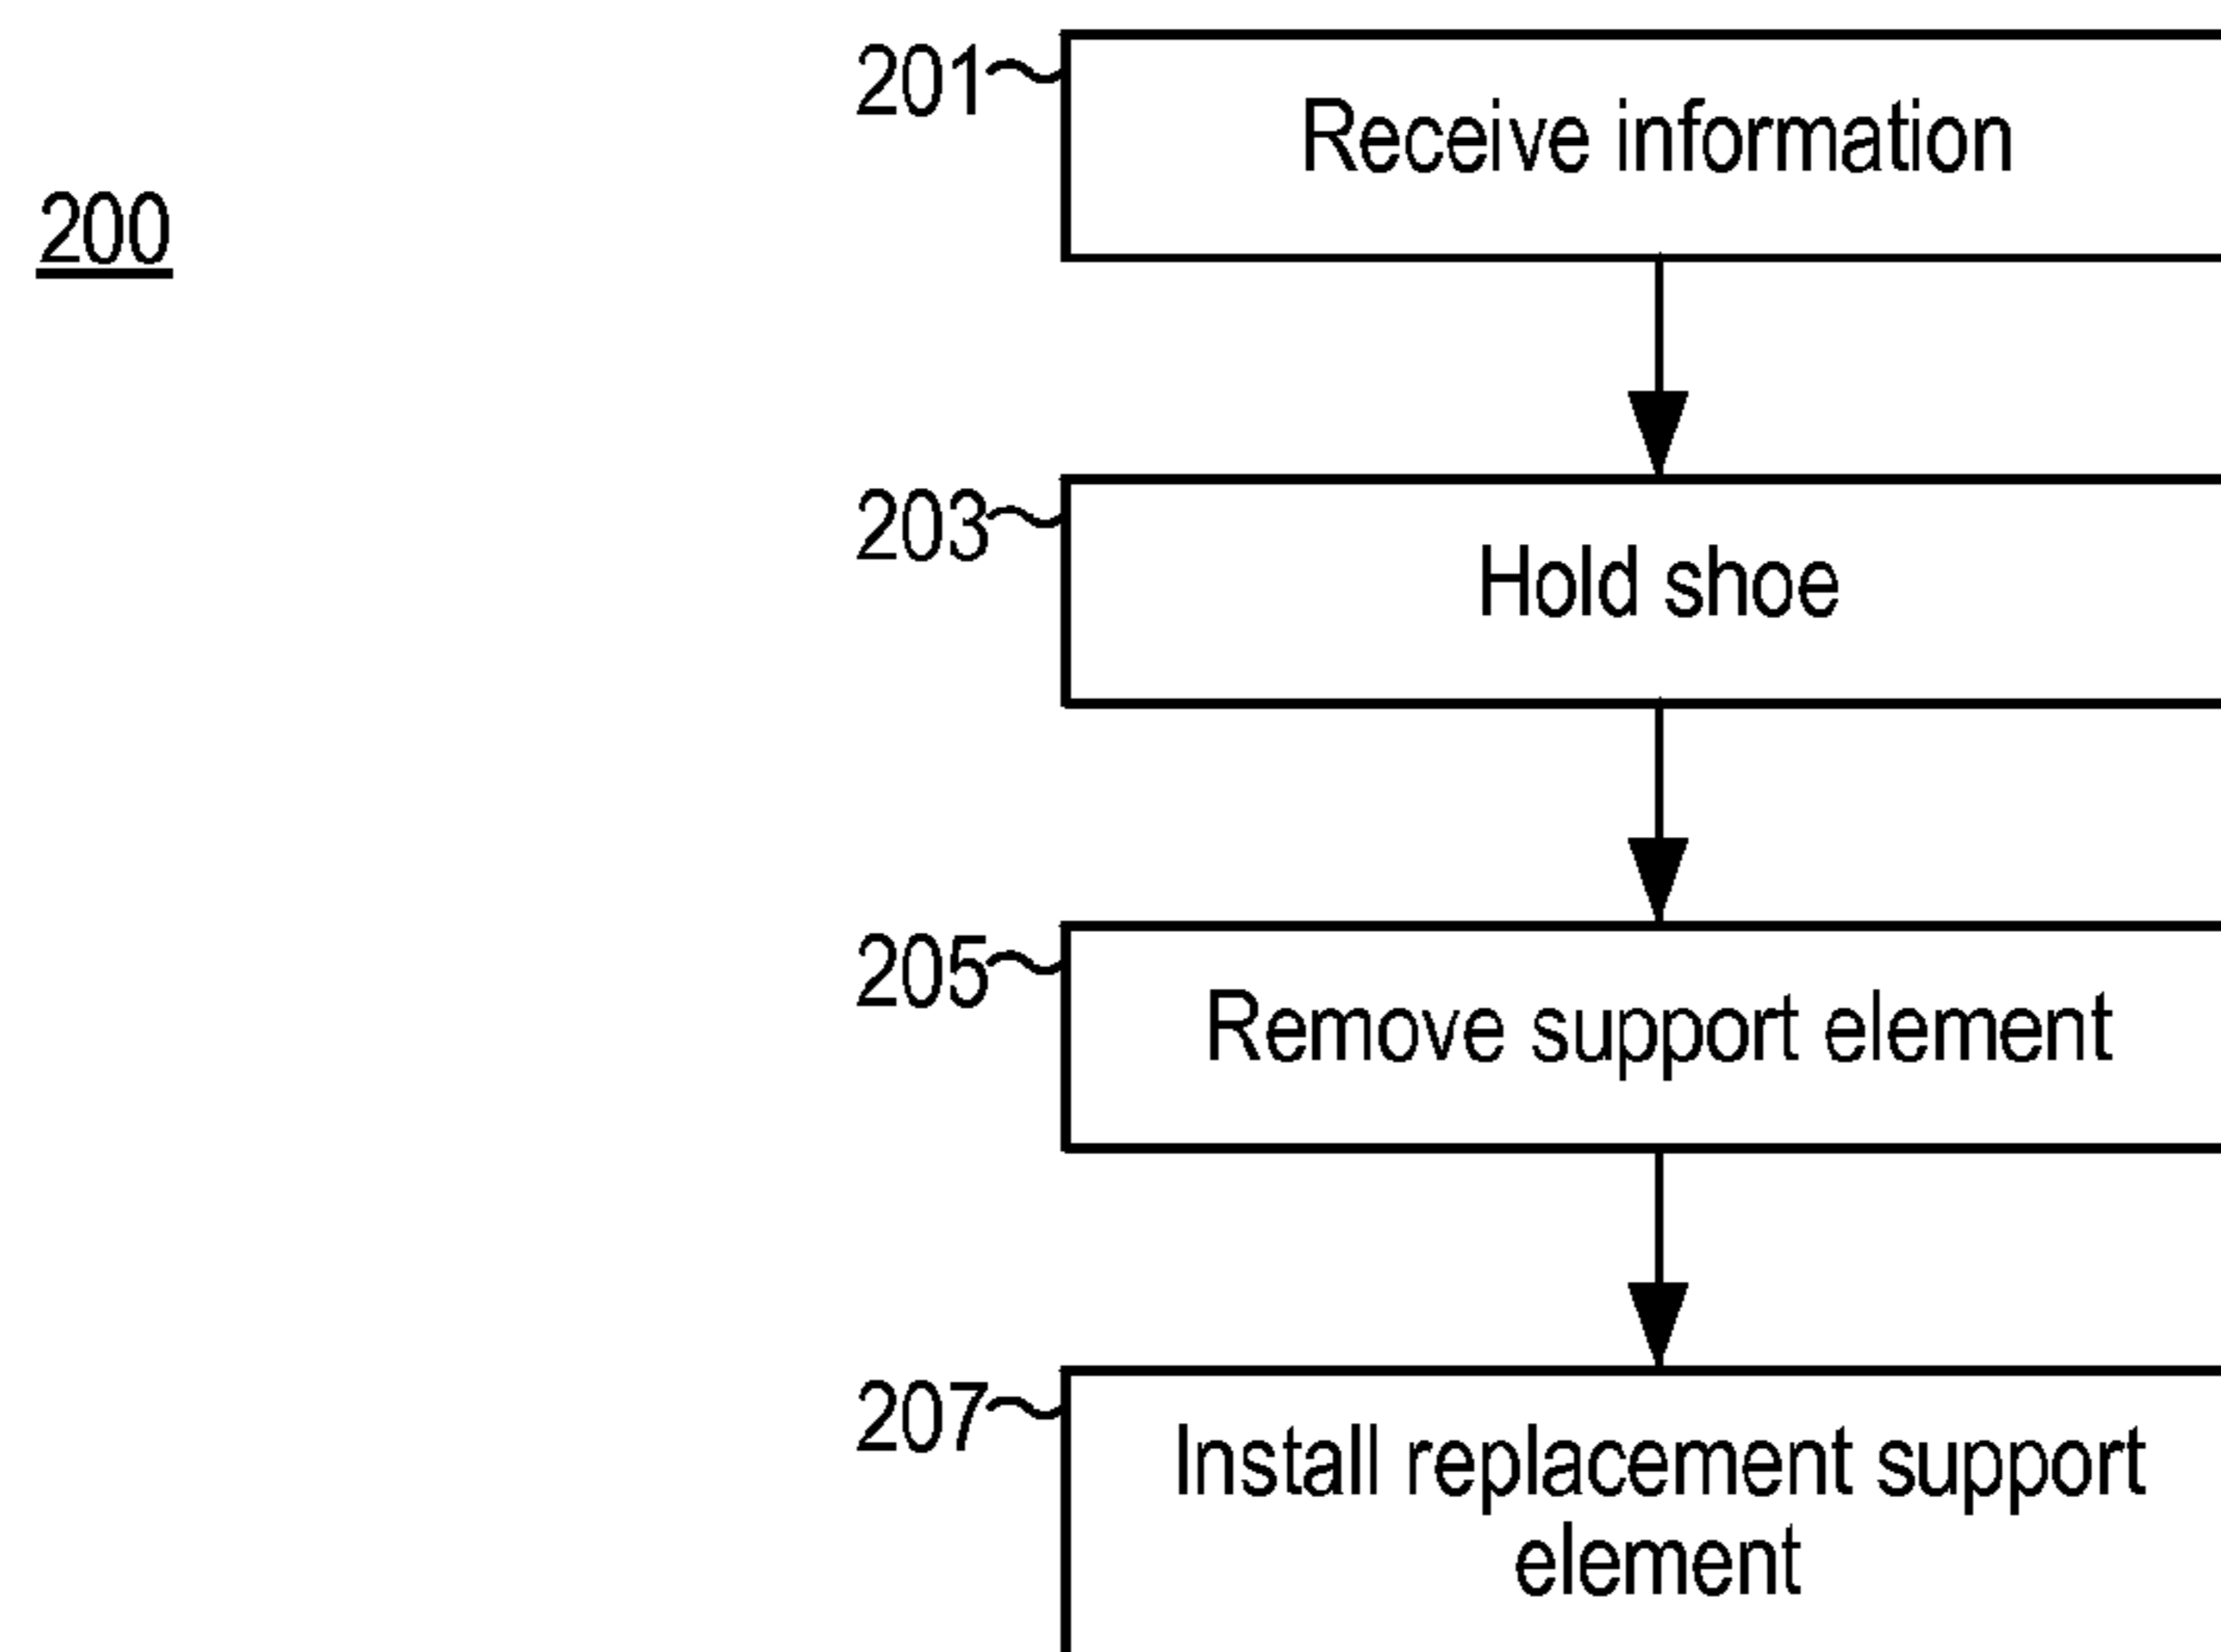 201
Receive information
200
203
Hold shoe
205
Remove support element
207
Install replacement support
element